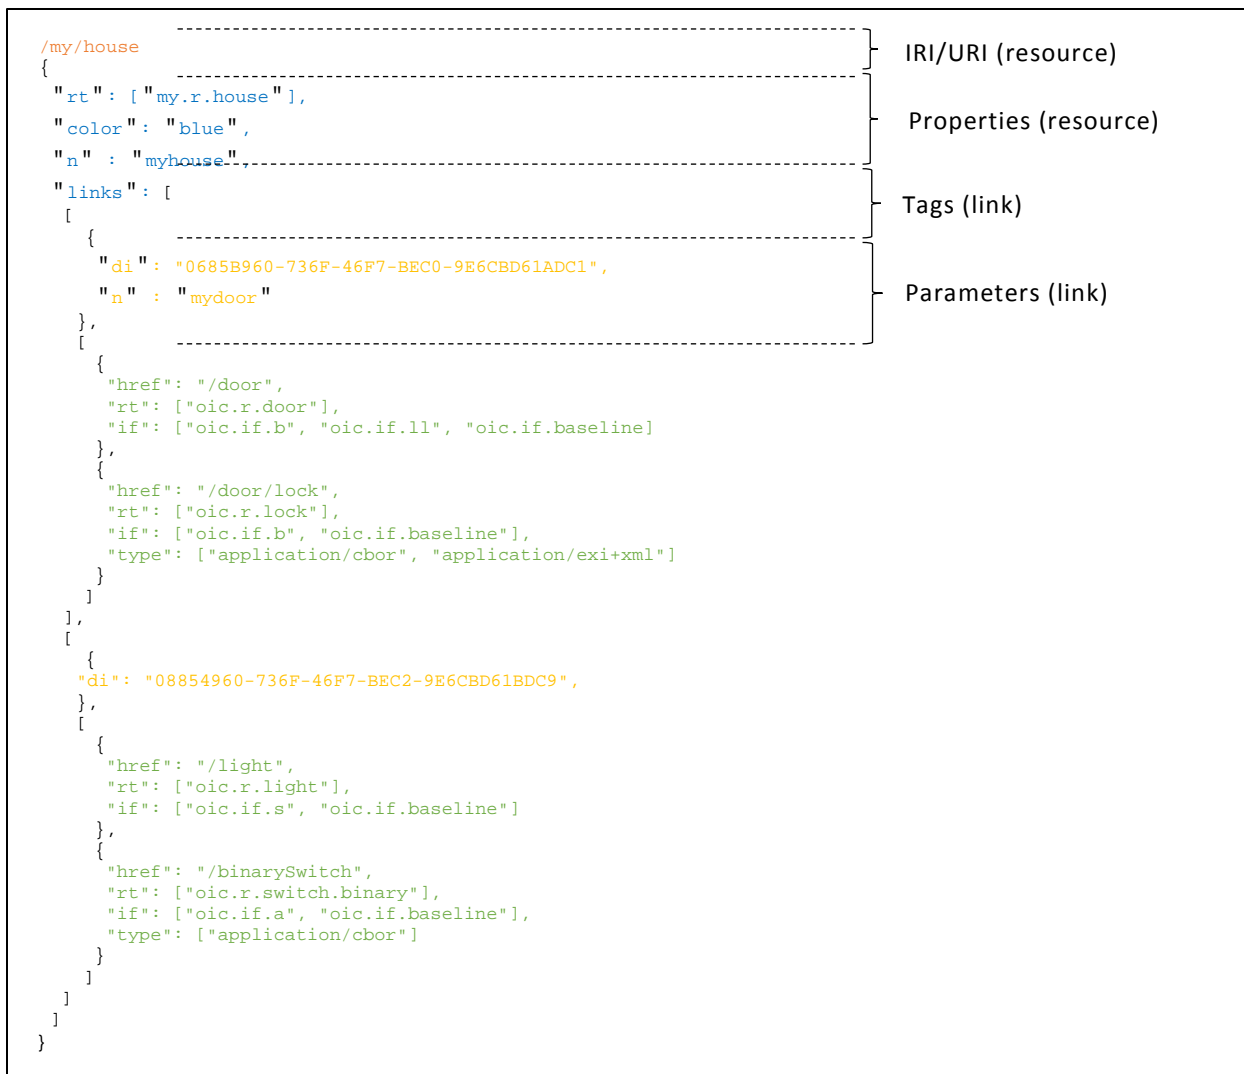 /my/house
IRI/URI (resource)
{
"rt": ["my.r.house"],
"color": "blue",
Properties (resource)
"n" : "myhouse",
"links": [
Tags (link)
[
{
"di": "0685B960-736F-46F7-BEC0-9E6CBD61ADC1",
"n" : "mydoor"
Parameters (link)
},
[
{
"href": "/door",
"rt": ["oic.r.door"],
"if": ["oic.if.b", "oic.if.ll", "oic.if.baseline]
},
{
"href": "/door/lock",
"rt": ["oic.r.lock"],
"if": ["oic.if.b", "oic.if.baseline"],
"type": ["application/cbor", "application/exi+xml"]
}
]
],
[
{
"di": "08854960-736F-46F7-BEC2-9E6CBD61BDC9",
},
[
{
"href": "/light",
"rt": ["oic.r.light"],
"if": ["oic.if.s", "oic.if.baseline"]
},
{
"href": "/binarySwitch",
"rt": ["oic.r.switch.binary"],
"if": ["oic.if.a", "oic.if.baseline"],
"type": ["application/cbor"]
}
]
]
]
}